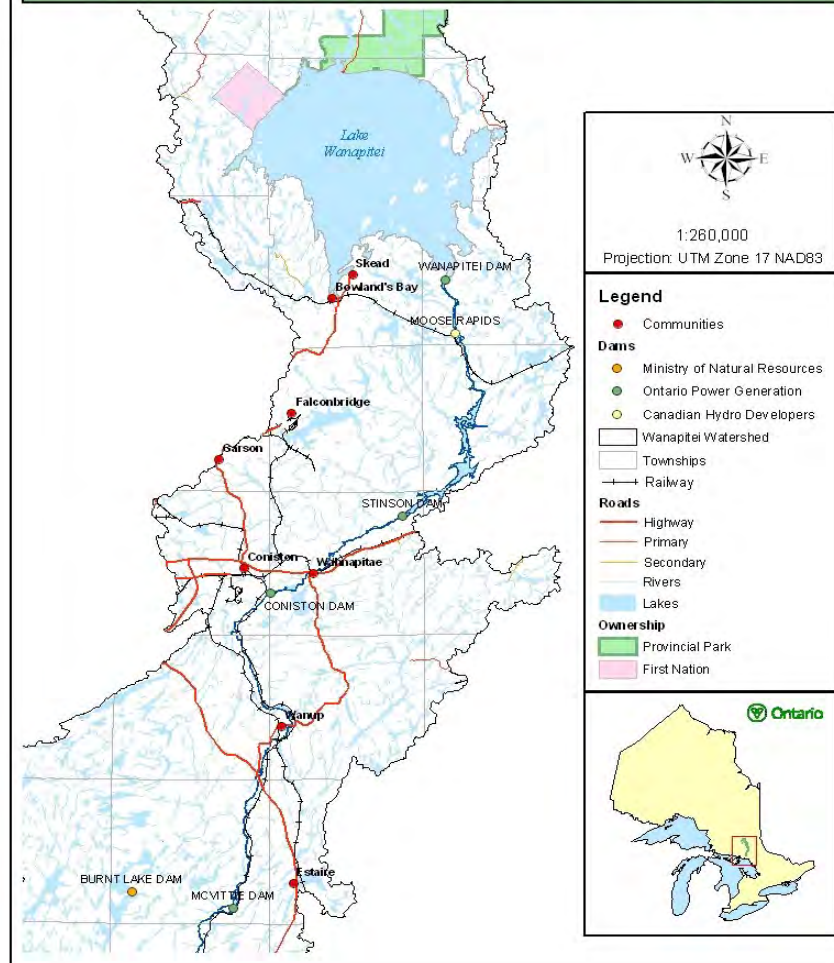 Lake
Wanapitei
Skead
WANAPITEI DAM
Bowland's Bay
MOOSE RAPIDS
Falconbridge
Garson
STINSON DAM
Coniston
Wahnapitae
CONISTON DAM
Wanup
Estaire
BURNT LAKE DAM
MCVITTIE DAM
N
W E
S
1:260,000
Projection: UTM Zone 17 NAD83
Legend
Communities
Dams
Ministry of Natural Resources
Ontario Power Generation
Canadian Hydro Developers
Wanapitei Watershed
Townships
Railway
Roads
Highway
Primary
Secondary
Rivers
Lakes
Ownership
Provincial Park
First Nation
Ontario